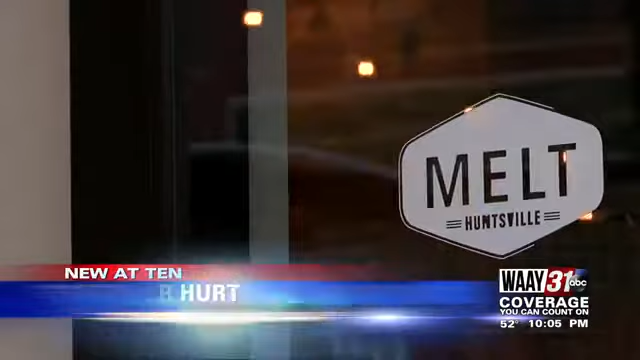 MELT
HUNTSVILLE
NEW AT TEN
HURT
WAAY 31 abc
COVERAGE
YOU CAN COUNT ON
52° 10:05 PM